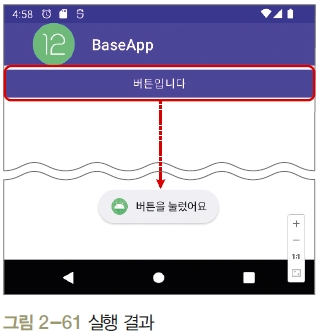 4:58
12 BaseApp
버튼입니다
버튼을 눌렀어요
+
−
1:1
그림 2-61 실행 결과